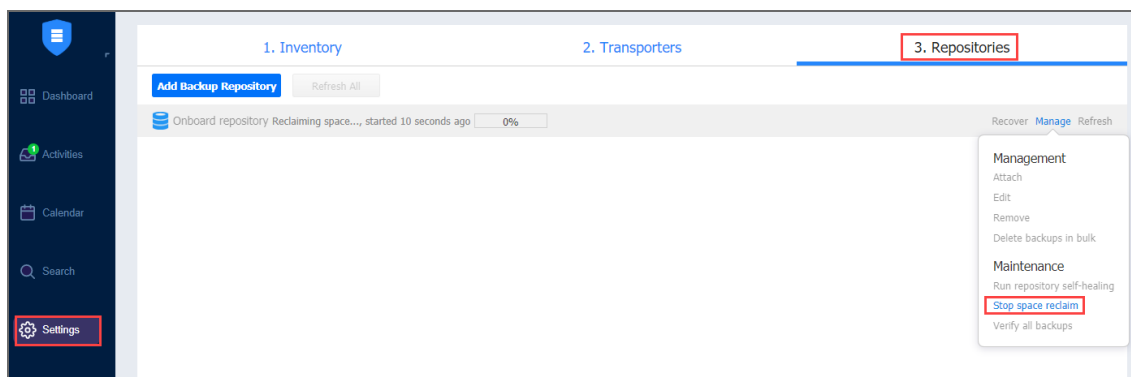 1. Inventory
2. Transporters
3. Repositories
Add Backup Repository
Refresh All
Dashboard
Onboard repository Reclaiming space..., started 10 seconds ago 0%
Recover Manage Refresh
1
Activities
Management
Attach
Edit
Remove
Delete backups in bulk
Calendar
Maintenance
Run repository self-healing
Stop space reclaim
Verify all backups
Search
Settings